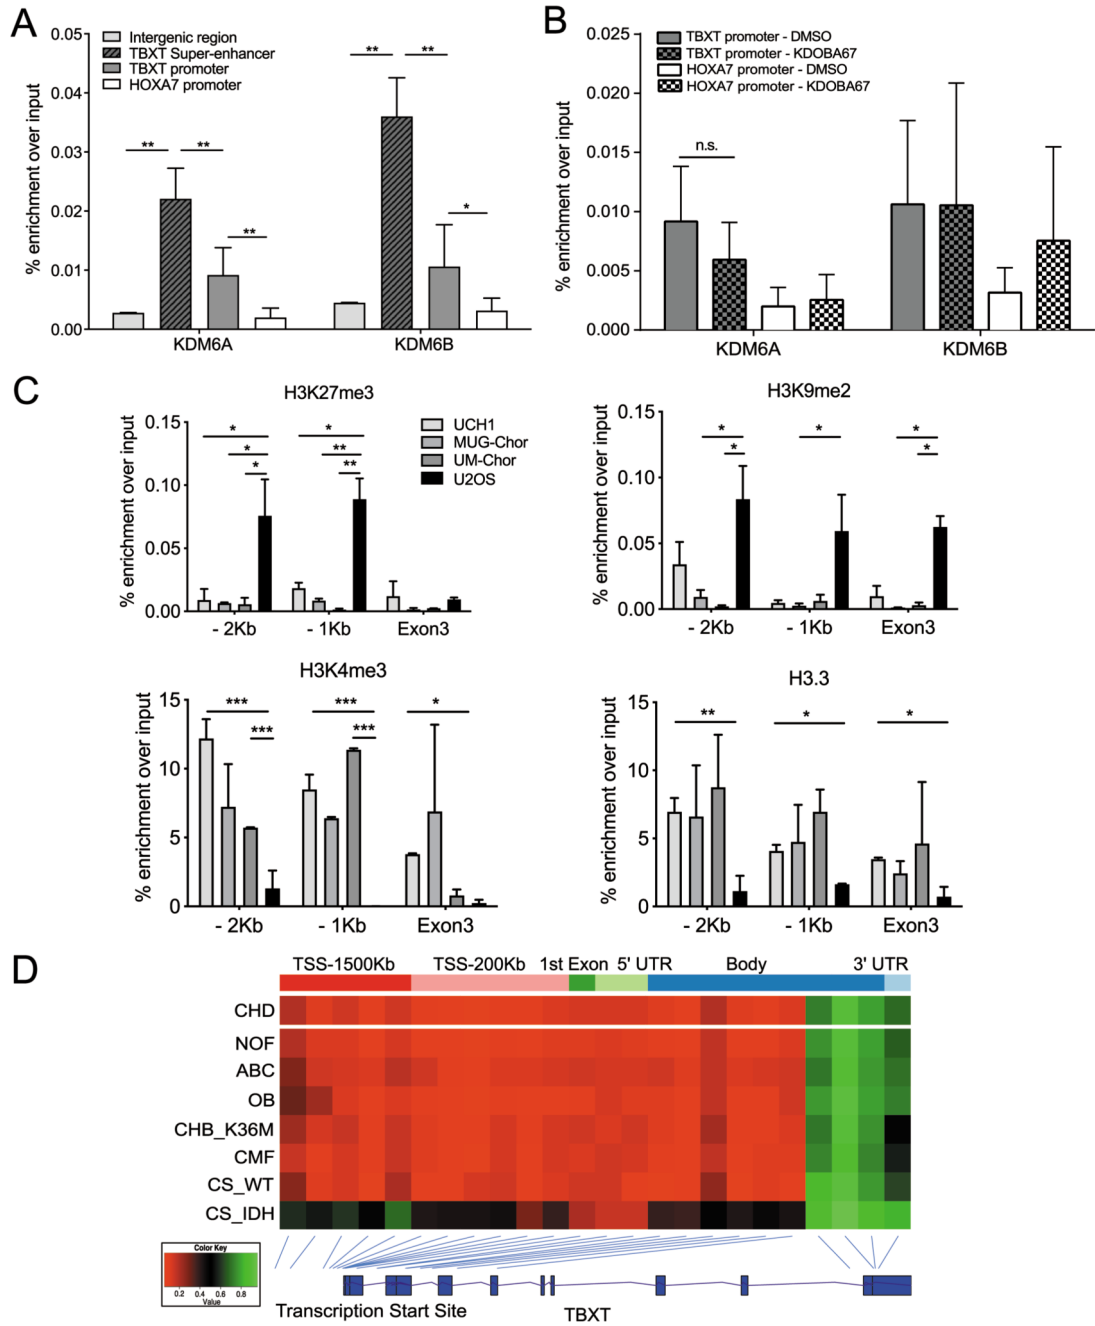 A
% enrichment over input
0.05
0.04
0.03
0.02
0.01
0.00
Intergenic region
TBXT Super-enhancer
TBXT promoter
HOXA7 promoter
** ** ** ** ** *
KDM6A KDM6B
B
% enrichment over input
0.025
0.020
0.015
0.010
0.005
0.000
TBXT promoter - DMSO
TBXT promoter - KDOBA67
HOXA7 promoter - DMSO
HOXA7 promoter - KDOBA67
n.s.
KDM6A KDM6B
C
H3K27me3
% enrichment over input
0.15
0.10
0.05
0.00
* * * * ** **
- 2Kb - 1Kb Exon3
UCH1
MUG-Chor
UM-Chor
U2OS
H3K9me2
% enrichment over input
0.15
0.10
0.05
0.00
* * * * *
- 2Kb - 1Kb Exon3
H3K4me3
% enrichment over input
15
10
5
0
*** *** *** *** *
- 2Kb - 1Kb Exon3
H3.3
% enrichment over input
15
10
5
0
** * *
- 2Kb - 1Kb Exon3
D
TSS-1500Kb TSS-200Kb 1st Exon 5' UTR Body 3' UTR
CHD
NOF
ABC
OB
CHB_K36M
CMF
CS_WT
CS_IDH
Color Key
0.2 0.4 0.6 0.8
Value
Transcription Start Site TBXT